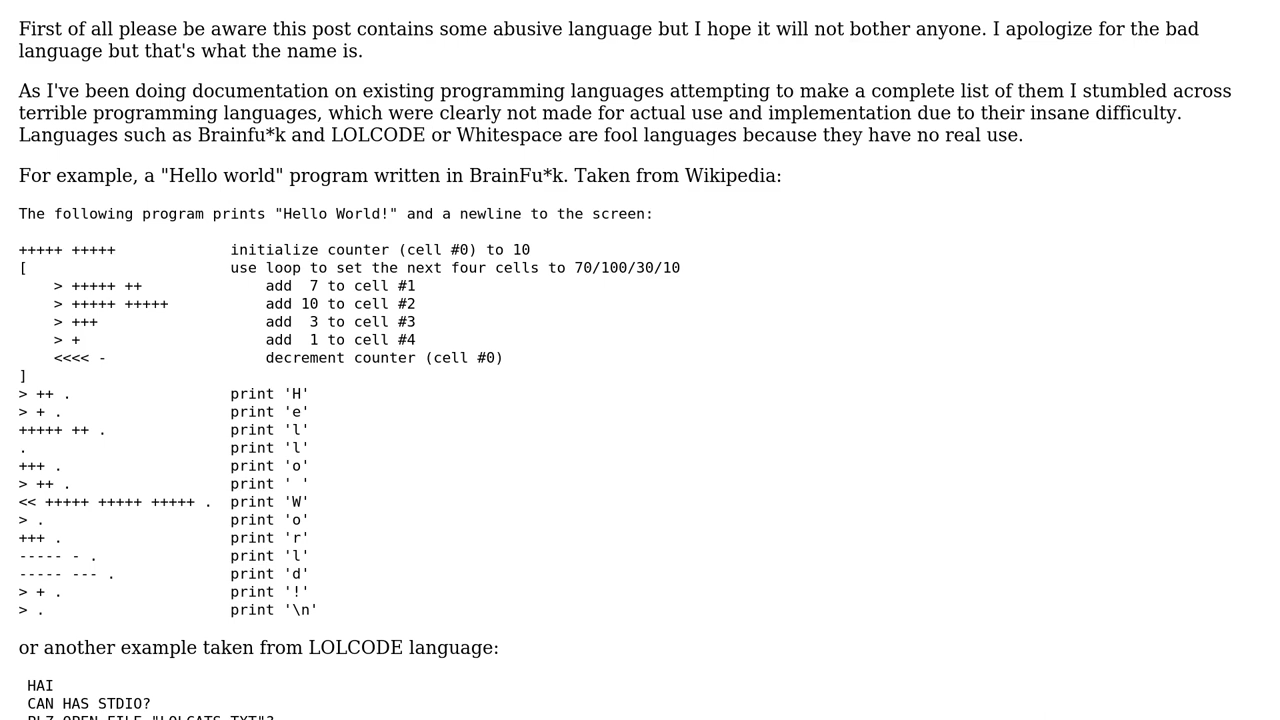 First of all please be aware this post contains some abusive language but I hope it will not bother anyone. I apologize for the bad
language but that's what the name is.
As I've been doing documentation on existing programming languages attempting to make a complete list of them I stumbled across
terrible programming languages, which were clearly not made for actual use and implementation due to their insane difficulty.
Languages such as Brainfu*k and LOLCODE or Whitespace are fool languages because they have no real use.
For example, a "Hello world" program written in BrainFu*k. Taken from Wikipedia:
The following program prints "Hello World!" and a newline to the screen:
+++++ +++++             initialize counter (cell #0) to 10
[                       use loop to set the next four cells to 70/100/30/10
    > +++++ ++              add  7 to cell #1
    > +++++ +++++           add 10 to cell #2
    > +++                   add  3 to cell #3
    > +                     add  1 to cell #4
    <<<< -                  decrement counter (cell #0)
]
> ++ .                  print 'H'
> + .                   print 'e'
+++++ ++ .              print 'l'
.                       print 'l'
+++ .                   print 'o'
> ++ .                  print ' '
<< +++++ +++++ +++++ .  print 'W'
> .                     print 'o'
+++ .                   print 'r'
----- - .               print 'l'
----- --- .             print 'd'
> + .                   print '!'
> .                     print '\n'
or another example taken from LOLCODE language:
HAI
CAN HAS STDIO?
PLZ OPEN FILE "LOLCATS.TXT"?